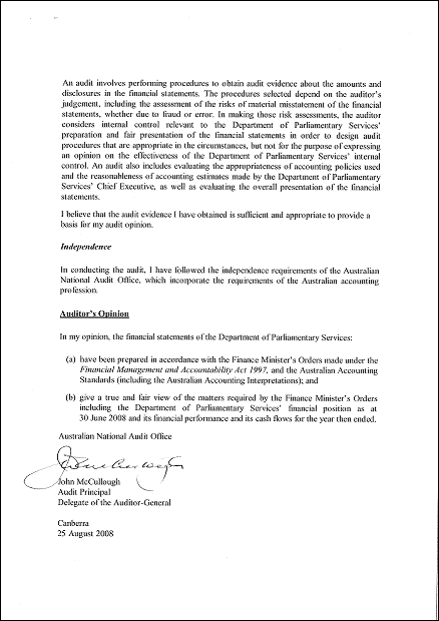 An audit involves performing procedures to obtain audit evidence about the amounts and
disclosures in the financial statements. The procedures selected depend on the auditor's
judgement, including the assessment of the risks of material misstatement of the financial
statements, whether due to fraud or error. In making those risk assessments, the auditor
considers internal control relevant to the Department of Parliamentary Services'
preparation and fair presentation of the financial statements in order to design audit
procedures that are appropriate in the circumstances, but not for the purpose of expressing
an opinion on the effectiveness of the Department of Parliamentary Services' internal
control. An audit also includes evaluating the appropriateness of accounting policies used
and the reasonableness of accounting estimates made by the Department of Parliamentary
Services' Chief Executive, as well as evaluating the overall presentation of the financial
statements.
I believe that the audit evidence I have obtained is sufficient and appropriate to provide a
basis for my audit opinion.
Independence
In conducting the audit, I have followed the independence requirements of the Australian
National Audit Office, which incorporate the requirements of the Australian accounting
profession.
Auditor's Opinion
In my opinion, the financial statements of the Department of Parliamentary Services:
(a) have been prepared in accordance with the Finance Minister's Orders made under the
Financial Management and Accountability Act 1997, and the Australian Accounting
Standards (including the Australian Accounting Interpretations); and
(b) give a true and fair view of the matters required by the Finance Minister's Orders
including the Department of Parliamentary Services' financial position as at
30 June 2008 and its financial performance and its cash flows for the year then ended.
Australian National Audit Office
John McCullough
Audit Principal
Delegate of the Auditor-General
Canberra
25 August 2008